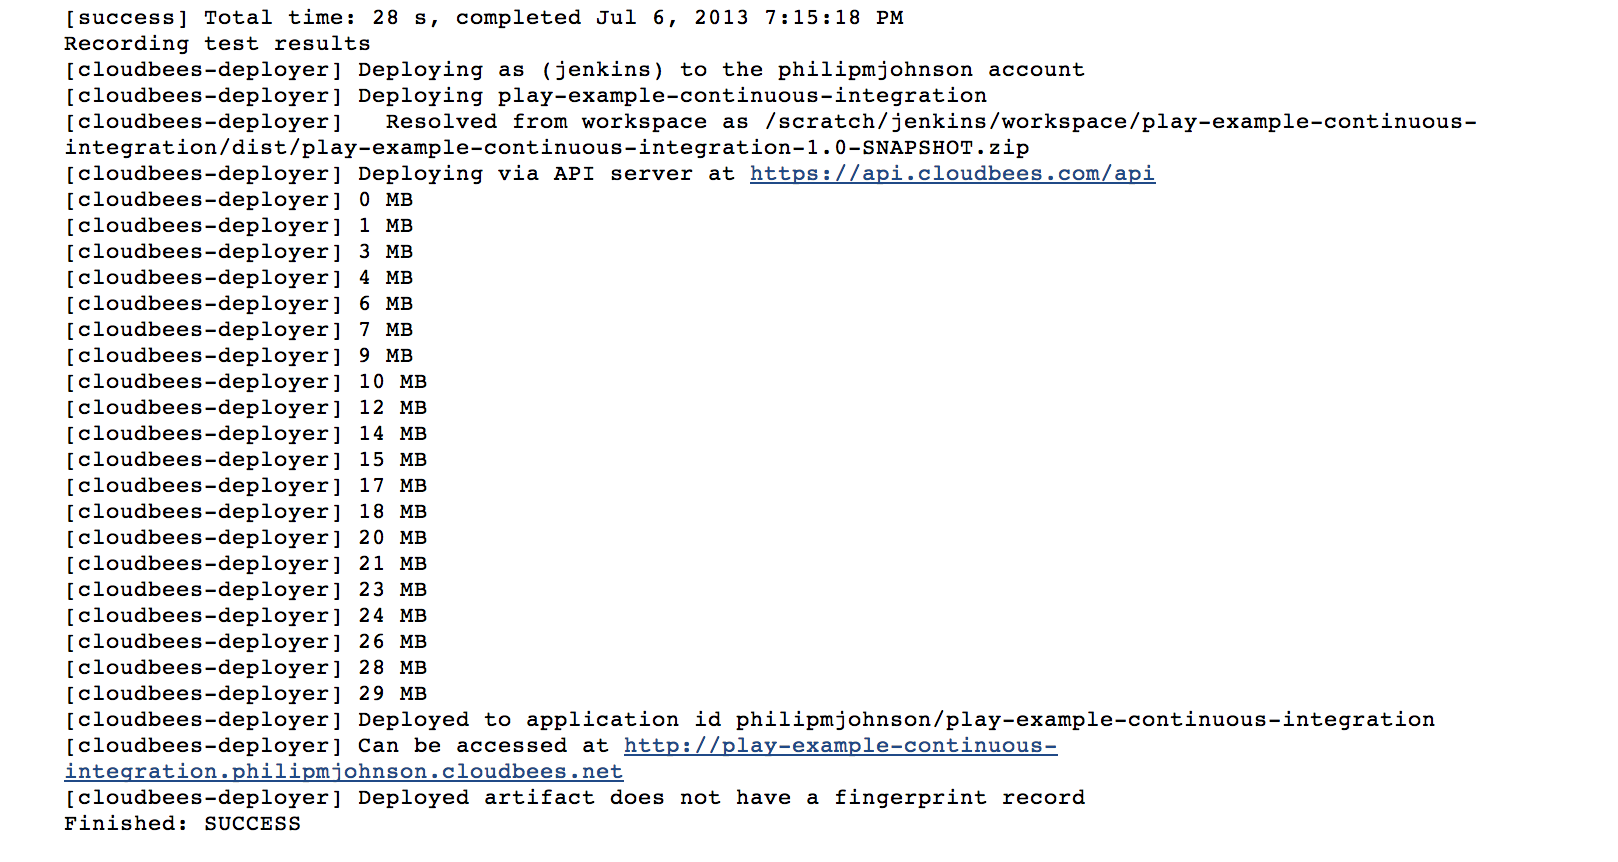 [success] Total time: 28 s, completed Jul 6, 2013 7:15:18 PM
Recording test results
[cloudbees-deployer] Deploying as (jenkins) to the philipmjohnson account
[cloudbees-deployer] Deploying play-example-continuous-integration
[cloudbees-deployer]   Resolved from workspace as /scratch/jenkins/workspace/play-example-continuous-
integration/dist/play-example-continuous-integration-1.0-SNAPSHOT.zip
[cloudbees-deployer] Deploying via API server at https://api.cloudbees.com/api
[cloudbees-deployer] 0 MB
[cloudbees-deployer] 1 MB
[cloudbees-deployer] 3 MB
[cloudbees-deployer] 4 MB
[cloudbees-deployer] 6 MB
[cloudbees-deployer] 7 MB
[cloudbees-deployer] 9 MB
[cloudbees-deployer] 10 MB
[cloudbees-deployer] 12 MB
[cloudbees-deployer] 14 MB
[cloudbees-deployer] 15 MB
[cloudbees-deployer] 17 MB
[cloudbees-deployer] 18 MB
[cloudbees-deployer] 20 MB
[cloudbees-deployer] 21 MB
[cloudbees-deployer] 23 MB
[cloudbees-deployer] 24 MB
[cloudbees-deployer] 26 MB
[cloudbees-deployer] 28 MB
[cloudbees-deployer] 29 MB
[cloudbees-deployer] Deployed to application id philipmjohnson/play-example-continuous-integration
[cloudbees-deployer] Can be accessed at http://play-example-continuous-
integration.philipmjohnson.cloudbees.net
[cloudbees-deployer] Deployed artifact does not have a fingerprint record
Finished: SUCCESS